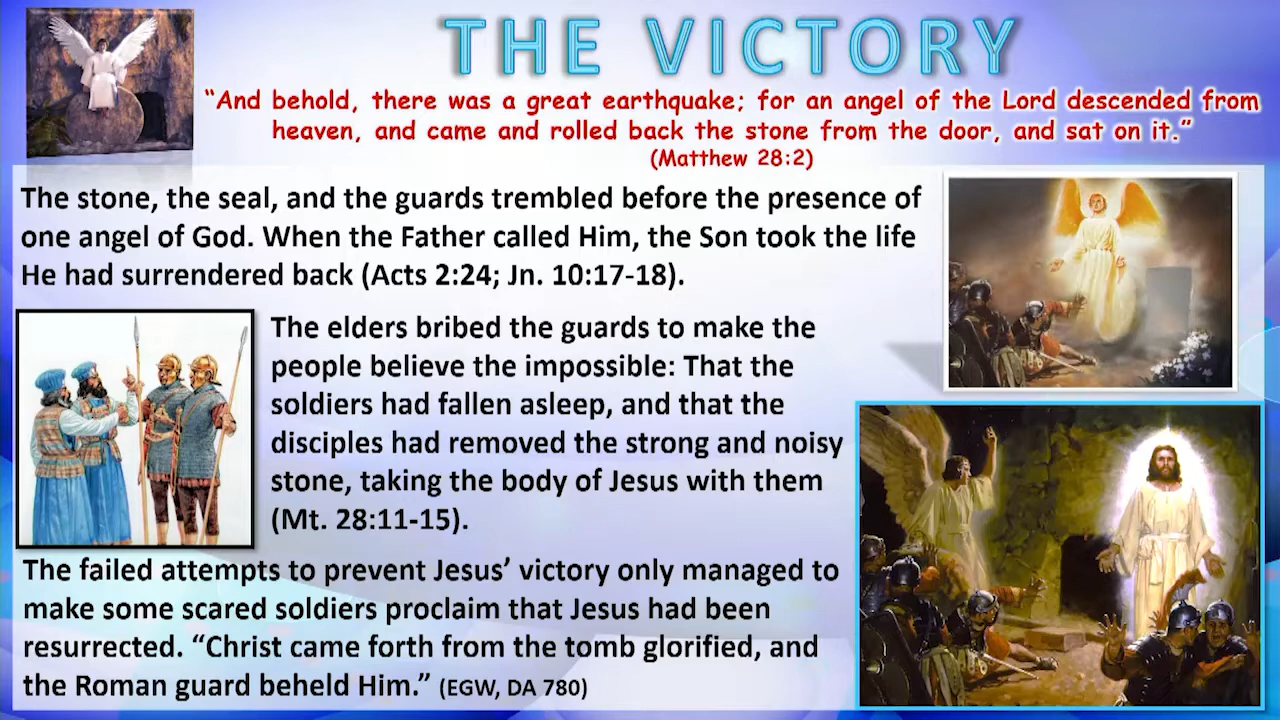 THE VICTORY
“And behold, there was a great earthquake; for an angel of the Lord descended from
heaven, and came and rolled back the stone from the door, and sat on it.”
(Matthew 28:2)
The stone, the seal, and the guards trembled before the presence of
one angel of God. When the Father called Him, the Son took the life
He had surrendered back (Acts 2:24; Jn. 10:17-18).
The elders bribed the guards to make the
people believe the impossible: That the
soldiers had fallen asleep, and that the
disciples had removed the strong and noisy
stone, taking the body of Jesus with them
(Mt. 28:11-15).
The failed attempts to prevent Jesus’ victory only managed to
make some scared soldiers proclaim that Jesus had been
resurrected. “Christ came forth from the tomb glorified, and
the Roman guard beheld Him.” (EGW, DA 780)